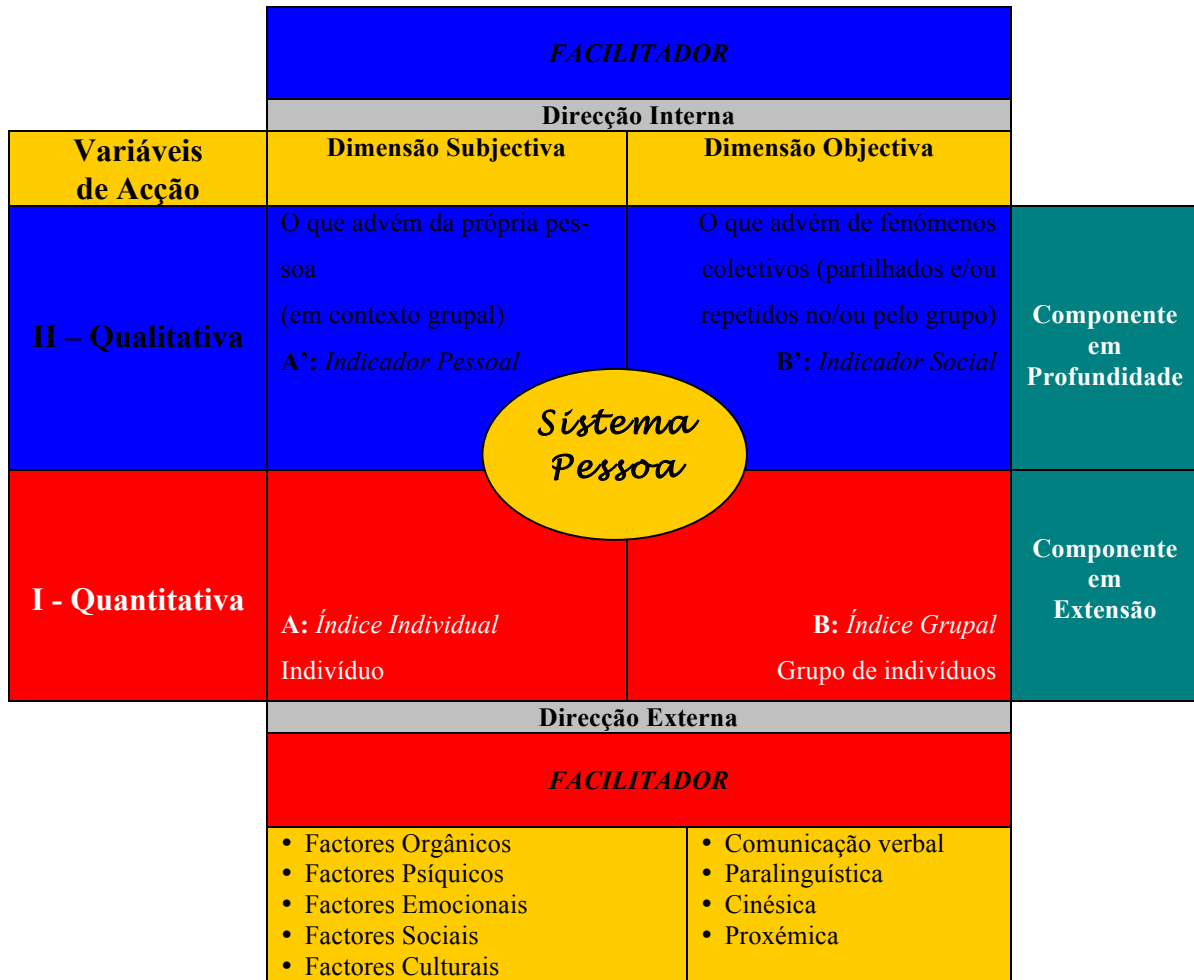 FACILITADOR
Direcção Interna
Variáveis
de Acção
Dimensão Subjectiva
Dimensão Objectiva
II – Qualitativa
O que advém da própria pes-
soa
(em contexto grupal)
A’: Indicador Pessoal
O que advém de fenómenos
colectivos (partilhados e/ou
repetidos no/ou pelo grupo)
B’: Indicador Social
Componente
em
Profundidade
Sistema
Pessoa
I - Quantitativa
A: Índice Individual
Indivíduo
B: Índice Grupal
Grupo de indivíduos
Componente
em
Extensão
Direcção Externa
FACILITADOR
• Factores Orgânicos
• Factores Psíquicos
• Factores Emocionais
• Factores Sociais
• Factores Culturais
• Comunicação verbal
• Paralinguística
• Cinésica
• Proxémica